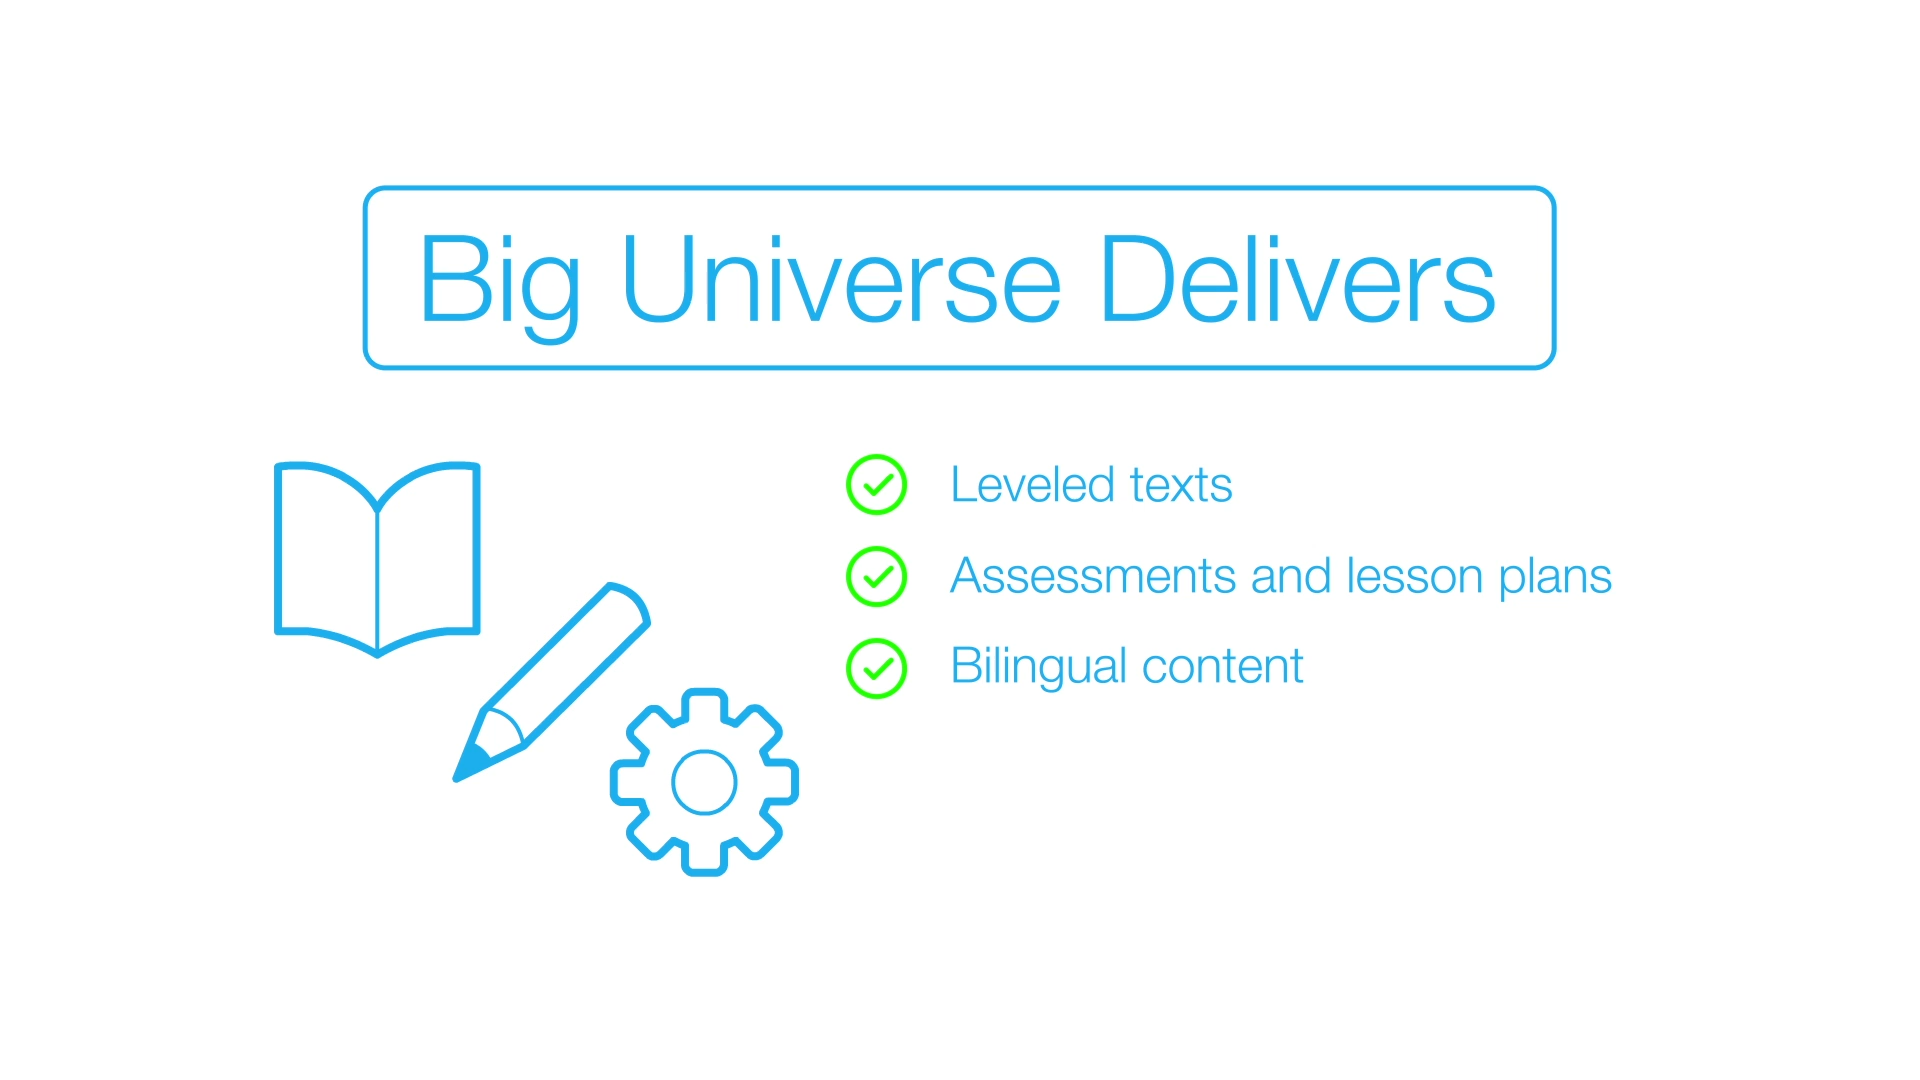 Big Universe Delivers
Leveled texts
Assessments and lesson plans
Bilingual content